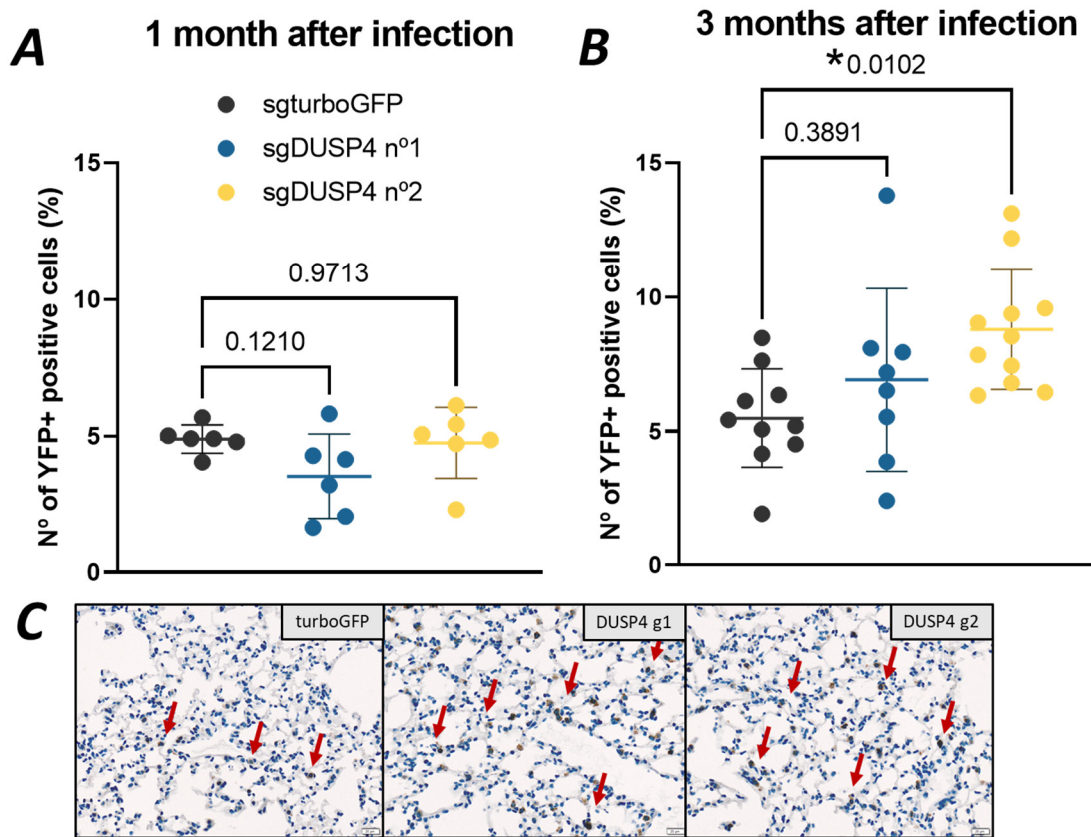 A
1 month after infection
sgturboGFP
sgDUSP4 nº1
sgDUSP4 nº2
Nº of YFP+ positive cells (%)
15
10
5
0
0.9713
0.1210
B
3 months after infection
*0.0102
0.3891
Nº of YFP+ positive cells (%)
15
10
5
0
C
turboGFP
DUSP4 g1
DUSP4 g2